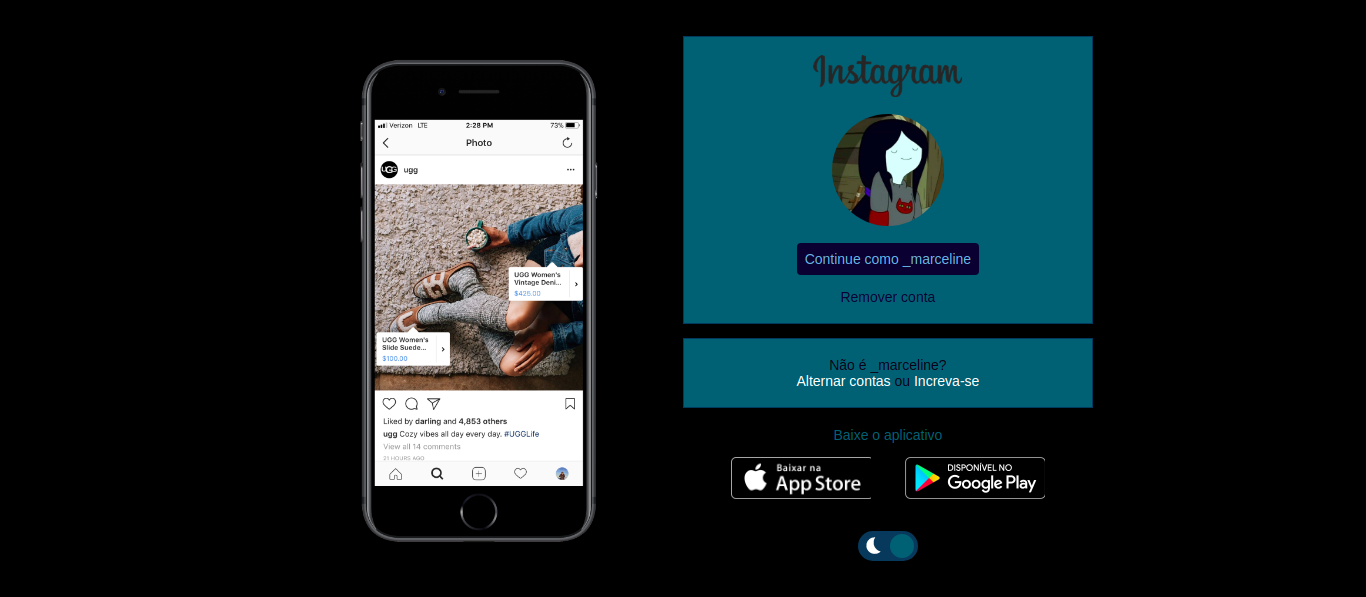 Verizon LTE
2:28 PM
73%
Photo
UGG
ugg
UGG Women's
Vintage Deni...
$425.00
UGG Women's
Slide Suede...
$100.00
Liked by darling and 4,853 others
ugg Cozy vibes all day every day. #UGGLife
View all 14 comments
21 HOURS AGO
Instagram
Continue como _marceline
Remover conta
Não é _marceline?
Alternar contas ou Increva-se
Baixe o aplicativo
Baixar na
App Store
DISPONÍVEL NO
Google Play